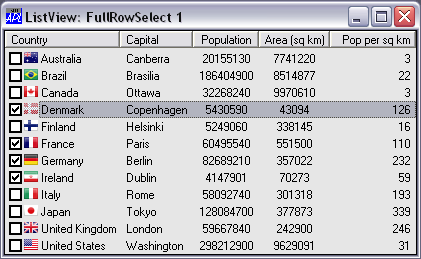 ListView: FullRowSelect 1
Country Capital Population Area (sq km) Pop per sq km
Australia Canberra 20155130 7741220 3
Brazil Brasilia 186404900 8514877 22
Canada Ottawa 32268240 9970610 3
Denmark Copenhagen 5430590 43094 126
Finland Helsinki 5249060 338145 16
France Paris 60495540 551500 110
Germany Berlin 82689210 357022 232
Ireland Dublin 4147901 70273 59
Italy Rome 58092740 301318 193
Japan Tokyo 128084700 377873 339
United Kingdom London 59667840 242900 246
United States Washington 298212900 9629091 31